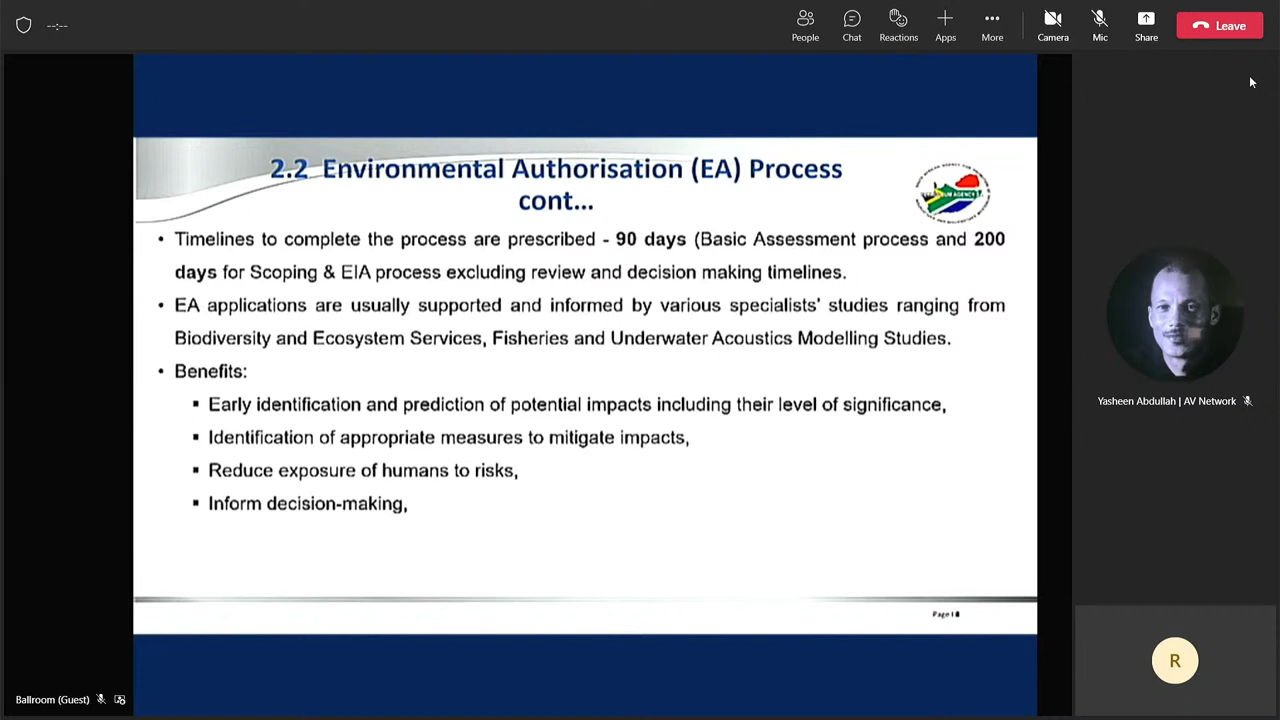 --:--
People
Chat
Reactions
Apps
More
Camera
Mic
Share
Leave
2.2 Environmental Authorisation (EA) Process
cont...
• Timelines to complete the process are prescribed - 90 days (Basic Assessment process and 200
days for Scoping & EIA process excluding review and decision making timelines.
• EA applications are usually supported and informed by various specialists' studies ranging from
Biodiversity and Ecosystem Services, Fisheries and Underwater Acoustics Modelling Studies.
• Benefits:
▪ Early identification and prediction of potential impacts including their level of significance,
▪ Identification of appropriate measures to mitigate impacts,
▪ Reduce exposure of humans to risks,
▪ Inform decision-making,
Page | 8
Yasheen Abdullah | AV Network
R
Ballroom (Guest)